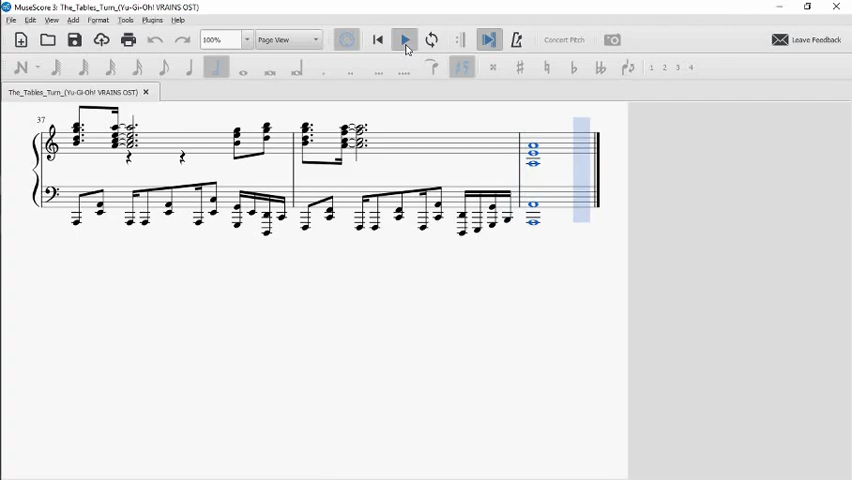 MuseScore 3: The_Tables_Turn_(Yu-Gi-Oh! VRAINS OST)
File Edit View Add Format Tools Plugins Help
100% Page View Concert Pitch Leave Feedback
1 2 3 4
The_Tables_Turn_(Yu-Gi-Oh! VRAINS OST)
37